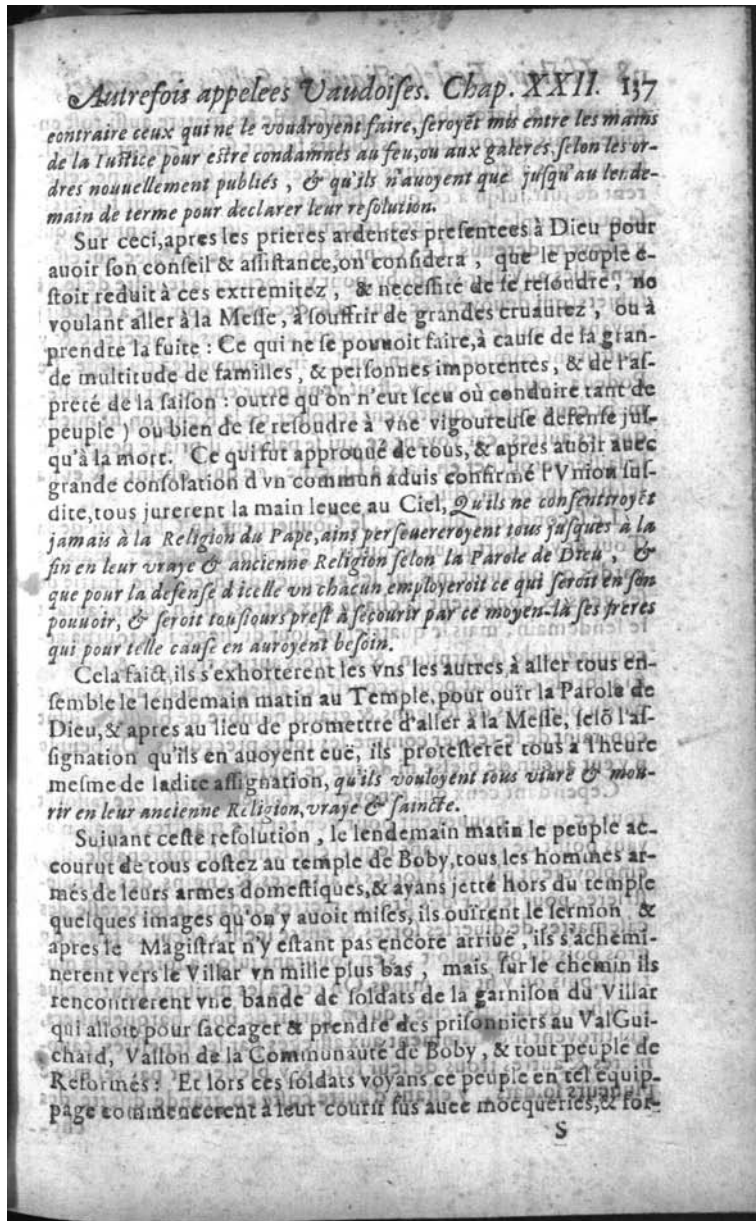 Autrefois appelees Vaudoiſes. Chap. XXII. 137
contraire ceux qui ne le voudroyent faire, ſeroyẽt mis entre les mains
de la Iuſtice pour eſtre condamnés au feu, ou aux galeres, ſelon les or-
dres nouuellement publiés, & qu'ils n'auoyent que juſqu'au lende-
main de terme pour declarer leur reſolution.
Sur ceci, apres les prieres ardentes preſentees à Dieu pour
auoir ſon conſeil & aſſiſtance, on conſidera, que le peuple e-
ſtoit reduit à ces extremitez, & neceſſité de ſe reſoudre, no
voulant aller à la Meſſe, à ſouffrir de grandes cruautez, ou à
prendre la fuite: Ce qui ne ſe pouuoit faire, à cauſe de la gran-
de multitude de familles, & perſonnes impotentes, & de l'aſ-
preté de la ſaiſon: outre qu'on n'eut ſceu où conduire tant de
peuple) ou bien de ſe reſoudre à vne vigoureuſe defenſe juſ-
qu'à la mort. Ce qui fut approuué de tous, & apres auoir auec
grande conſolation d'vn commun aduis confirmé l'Vnion ſuſ-
dite, tous jurerent la main leuee au Ciel, Qu'ils ne conſentiroyẽt
jamais à la Religion du Pape, ains perſeuereroyent tous juſques à la
fin en leur vraye & ancienne Religion ſelon la Parole de Dieu, &
que pour la defenſe d'icelle vn chacun employeroit ce qui ſeroit en ſon
pouuoir, & ſeroit touſiours preſt à ſecourir par ce moyen-là ſes freres
qui pour telle cauſe en auroyent beſoin.
Cela faict, ils s'exhorterent les vns les autres à aller tous en-
ſemble le lendemain matin au Temple, pour ouïr la Parole de
Dieu, & apres au lieu de promettre d'aller à la Meſſe, ſelõ l'aſ-
ſignation qu'ils en auoyent euë, ils proteſterẽt tous à l'heure
meſme de ladite aſſignation, qu'ils vouloyent tous viure & mou-
rir en leur ancienne Religion, vraye & ſaincte.
Suiuant ceſte reſolution, le lendemain matin le peuple ac-
courut de tous coſtez au temple de Boby, tous les hommes ar-
més de leurs armes domeſtiques, & ayans jetté hors du temple
quelques images qu'on y auoit miſes, ils ouïrent le ſermon &
apres le Magiſtrat n'y eſtant pas encore arriué, ils s'achemi-
nerent vers le Villar vn mille plus bas, mais ſur le chemin ils
rencontrerent vne bande de ſoldats de la garniſon du Villar
qui alloit pour ſaccager & prendre des priſonniers au Val Gui-
chard, Vallon de la Communauté de Boby, & tout peuple de
Reformés: Et lors ces ſoldats voyans ce peuple en tel equip-
page commencerent à leur courir ſus auec mocqueries, & for-
S